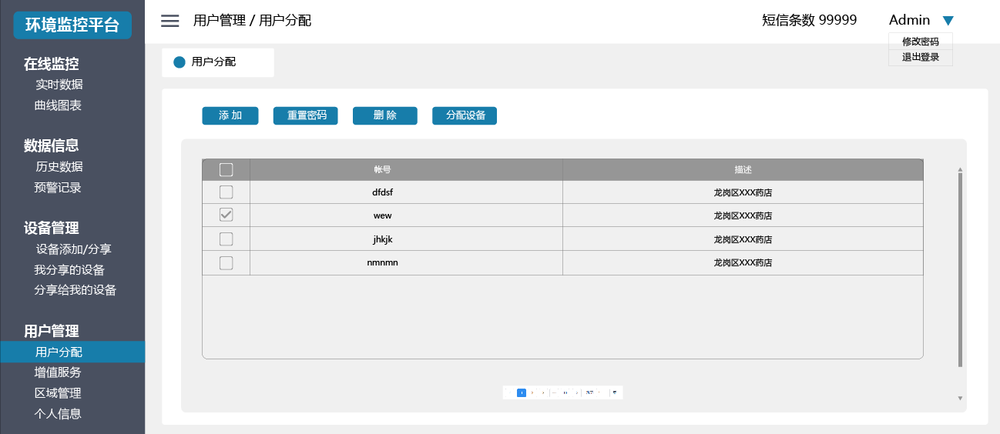 环境监控平台
用户管理 / 用户分配
短信条数 99999
Admin
修改密码
退出登录
在线监控
实时数据
曲线图表
数据信息
历史数据
预警记录
设备管理
设备添加/分享
我分享的设备
分享给我的设备
用户管理
用户分配
增值服务
区域管理
个人信息
用户分配
添 加 重置密码 删 除 分配设备
帐号 描述
dfdsf 龙岗区XXX药店
wew 龙岗区XXX药店
jhkjk 龙岗区XXX药店
nmnmn 龙岗区XXX药店